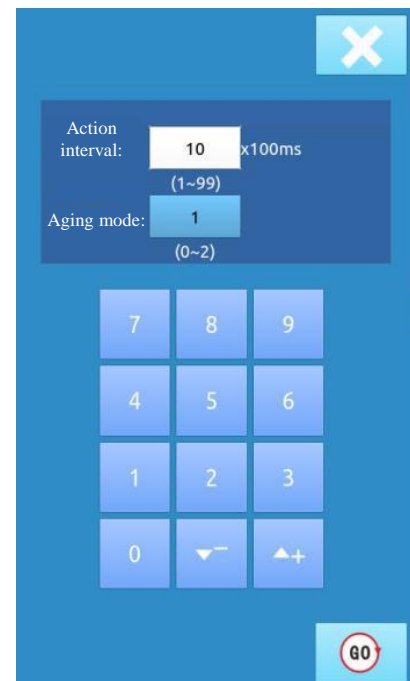 Action
interval:
10
x100ms
(1~99)
Aging mode:
1
(0~2)
7 8 9
4 5 6
1 2 3
0 ▼− ▲+
GO